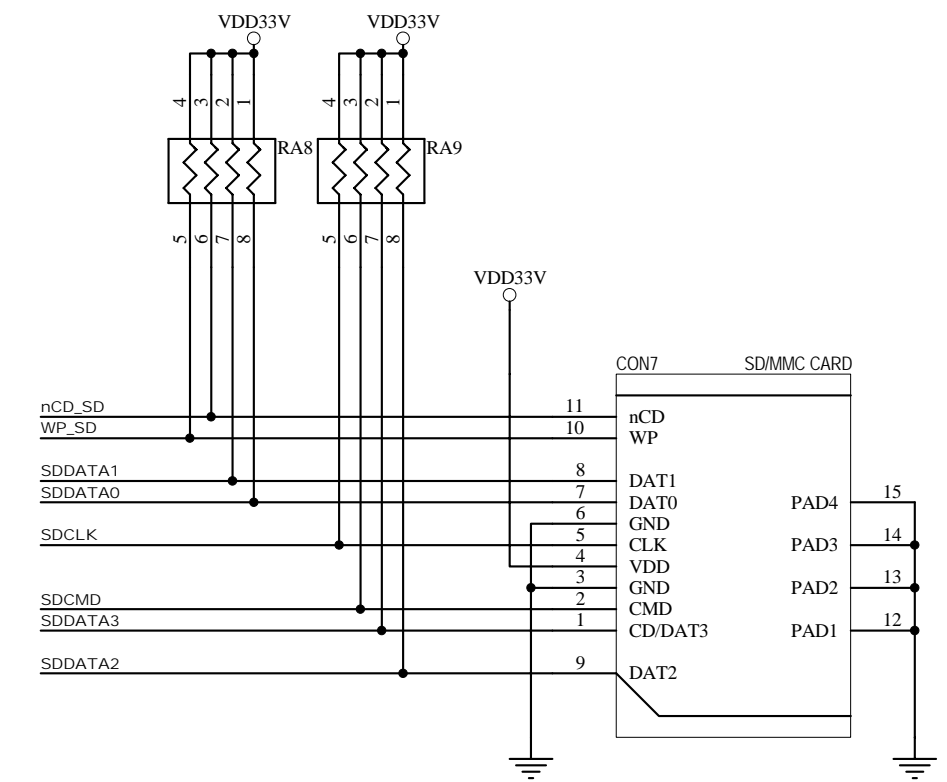 VDD33V VDD33V
4 3 2 1 4 3 2 1
RA8 RA9
5 6 7 8 5 6 7 8
VDD33V
CON7 SD/MMC CARD
nCD_SD 11 nCD
WP_SD 10 WP
SDDATA1 8 DAT1
SDDATA0 7 DAT0 PAD4 15
6 GND
SDCLK 5 CLK PAD3 14
4 VDD
3 GND PAD2 13
SDCMD 2 CMD
SDDATA3 1 CD/DAT3 PAD1 12
SDDATA2 9 DAT2